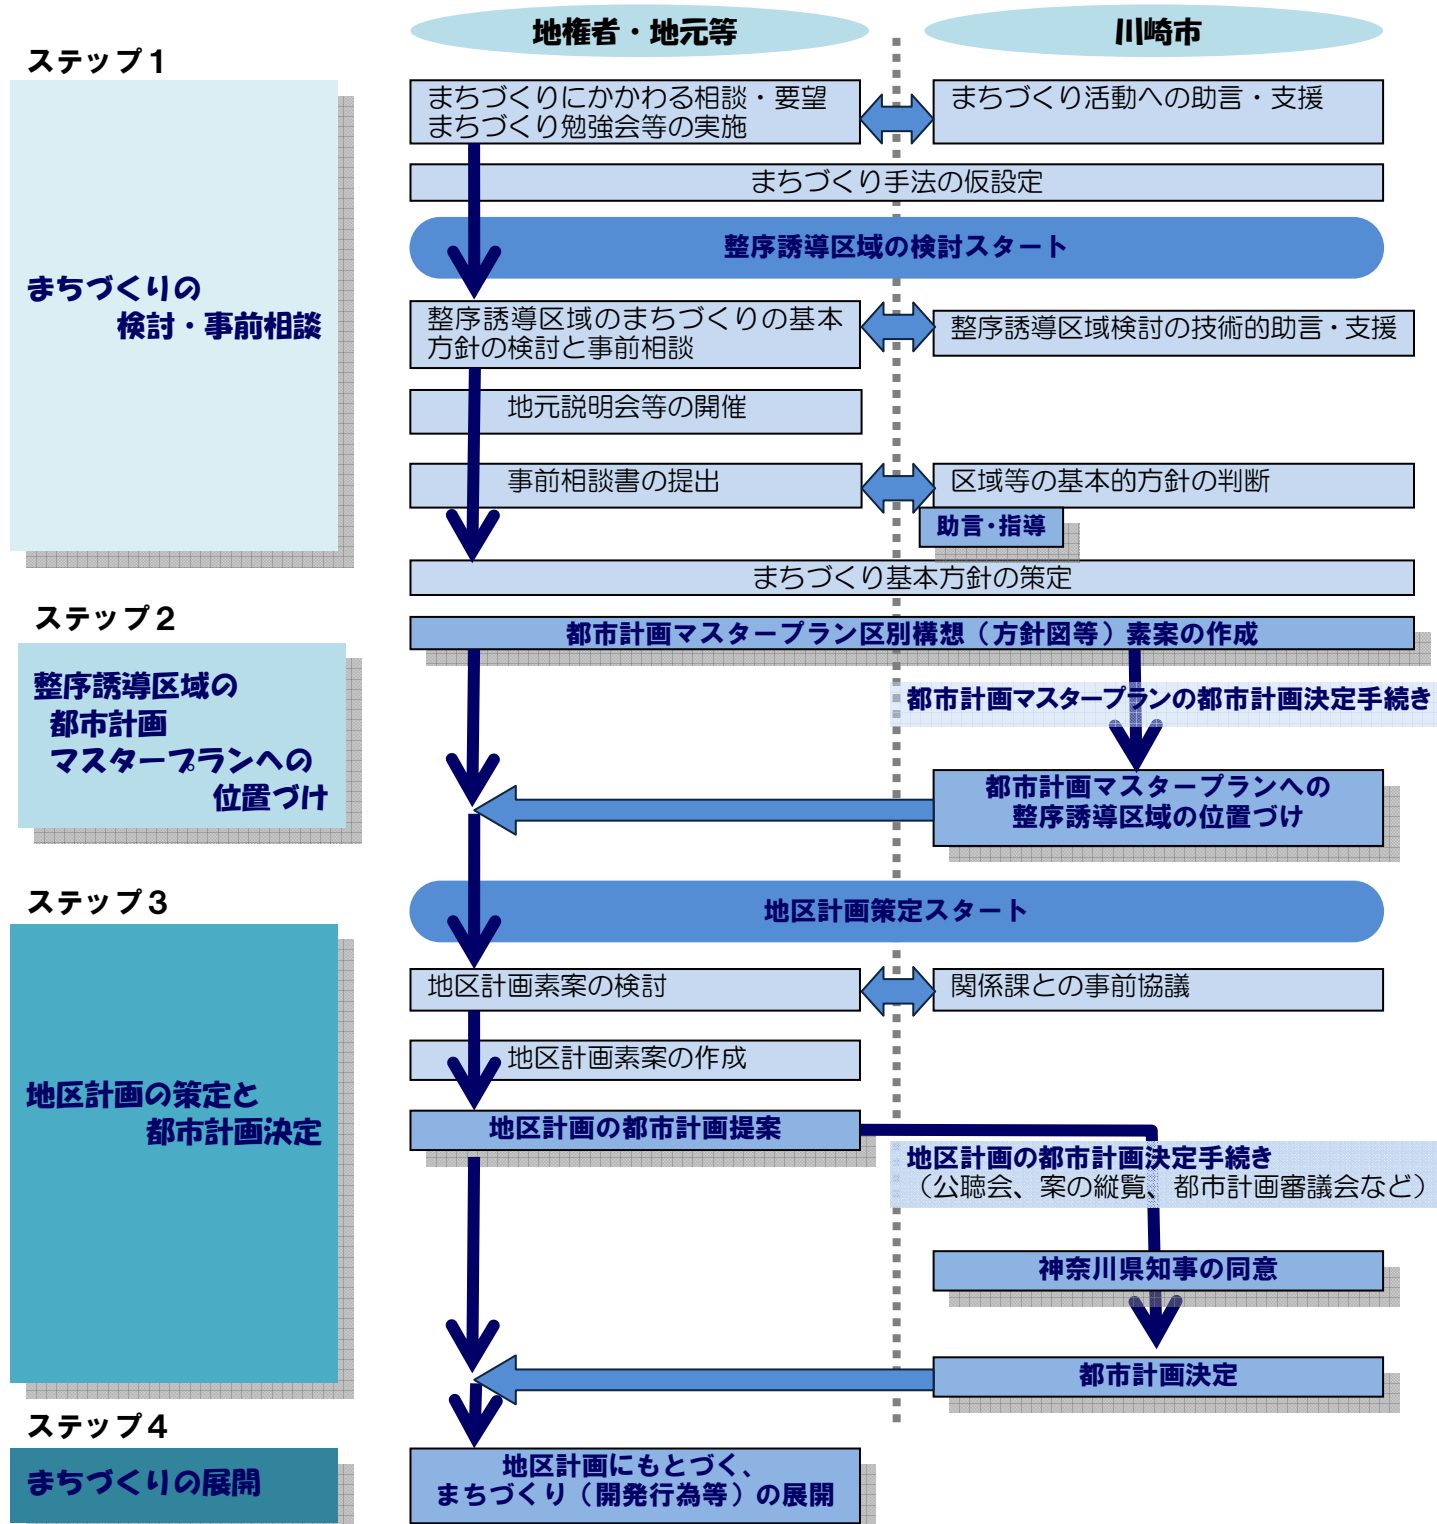 地権者・地元等
川崎市
ステップ１
まちづくりの
検討・事前相談
まちづくりにかかわる相談・要望
まちづくり勉強会等の実施
まちづくり活動への助言・支援
まちづくり手法の仮設定
整序誘導区域の検討スタート
整序誘導区域のまちづくりの基本
方針の検討と事前相談
整序誘導区域検討の技術的助言・支援
地元説明会等の開催
事前相談書の提出
区域等の基本的方針の判断
助言・指導
まちづくり基本方針の策定
ステップ２
整序誘導区域の
都市計画
マスタープランへの
位置づけ
都市計画マスタープラン区別構想（方針図等）素案の作成
都市計画マスタープランの都市計画決定手続き
都市計画マスタープランへの
整序誘導区域の位置づけ
ステップ３
地区計画の策定と
都市計画決定
地区計画策定スタート
地区計画素案の検討
関係課との事前協議
地区計画素案の作成
地区計画の都市計画提案
地区計画の都市計画決定手続き
（公聴会、案の縦覧、都市計画審議会など）
神奈川県知事の同意
都市計画決定
ステップ４
まちづくりの展開
地区計画にもとづく、
まちづくり（開発行為等）の展開